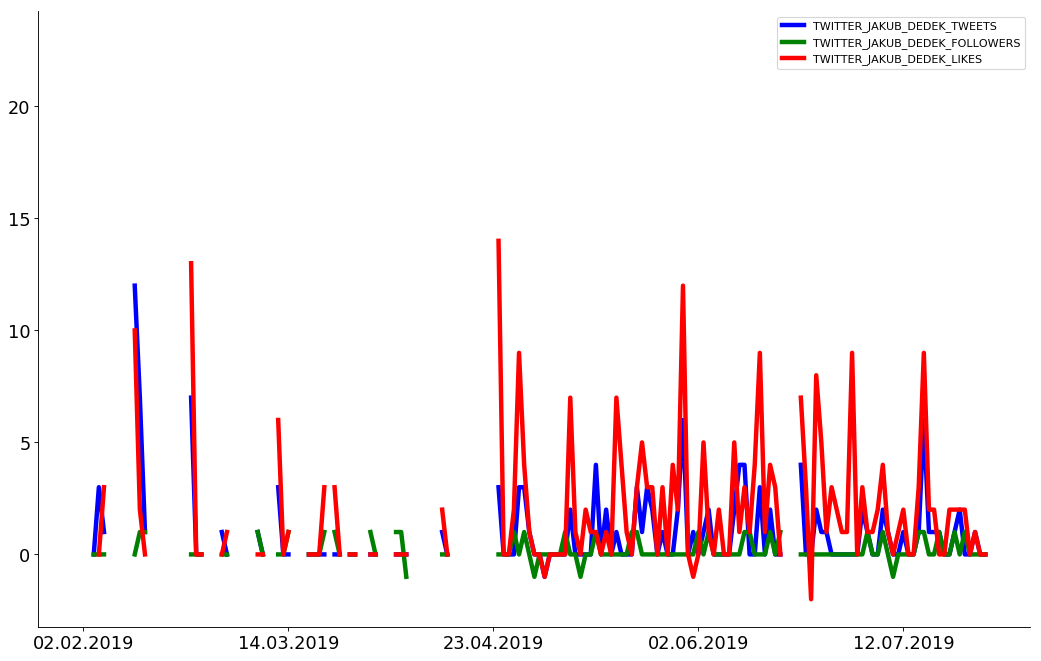 TWITTER_JAKUB_DEDEK_TWEETS
TWITTER_JAKUB_DEDEK_FOLLOWERS
TWITTER_JAKUB_DEDEK_LIKES
20
15
10
5
0
02.02.2019 14.03.2019 23.04.2019 02.06.2019 12.07.2019